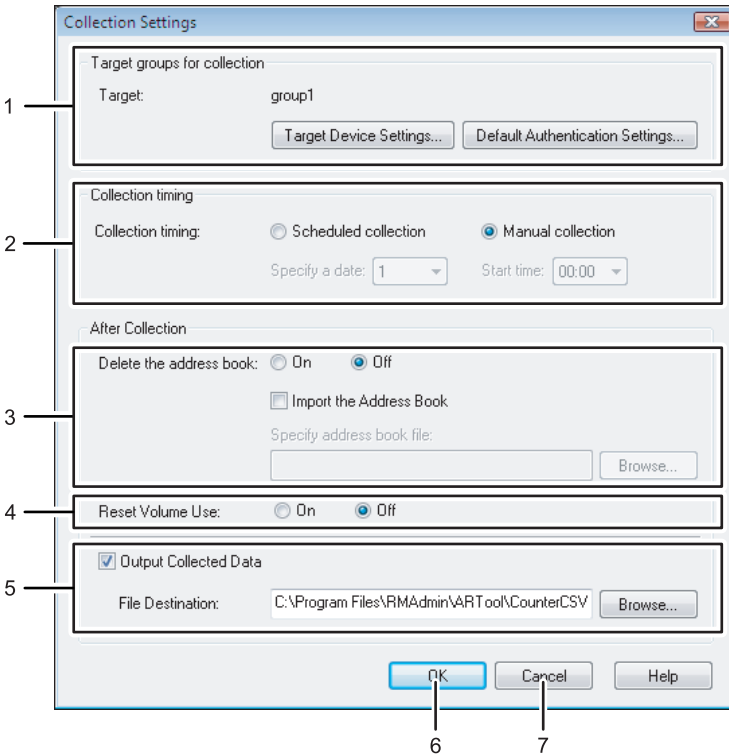 Collection Settings
Target groups for collection
1
Target: group1
Target Device Settings... Default Authentication Settings...
Collection timing
2
Collection timing: Scheduled collection Manual collection
Specify a date: 1 Start time: 00:00
After Collection
Delete the address book: On Off
Import the Address Book
3
Specify address book file:
Browse...
4
Reset Volume Use: On Off
Output Collected Data
5
File Destination: C:\Program Files\RMAdmin\ARTool\CounterCSV Browse...
OK Cancel Help
6 7